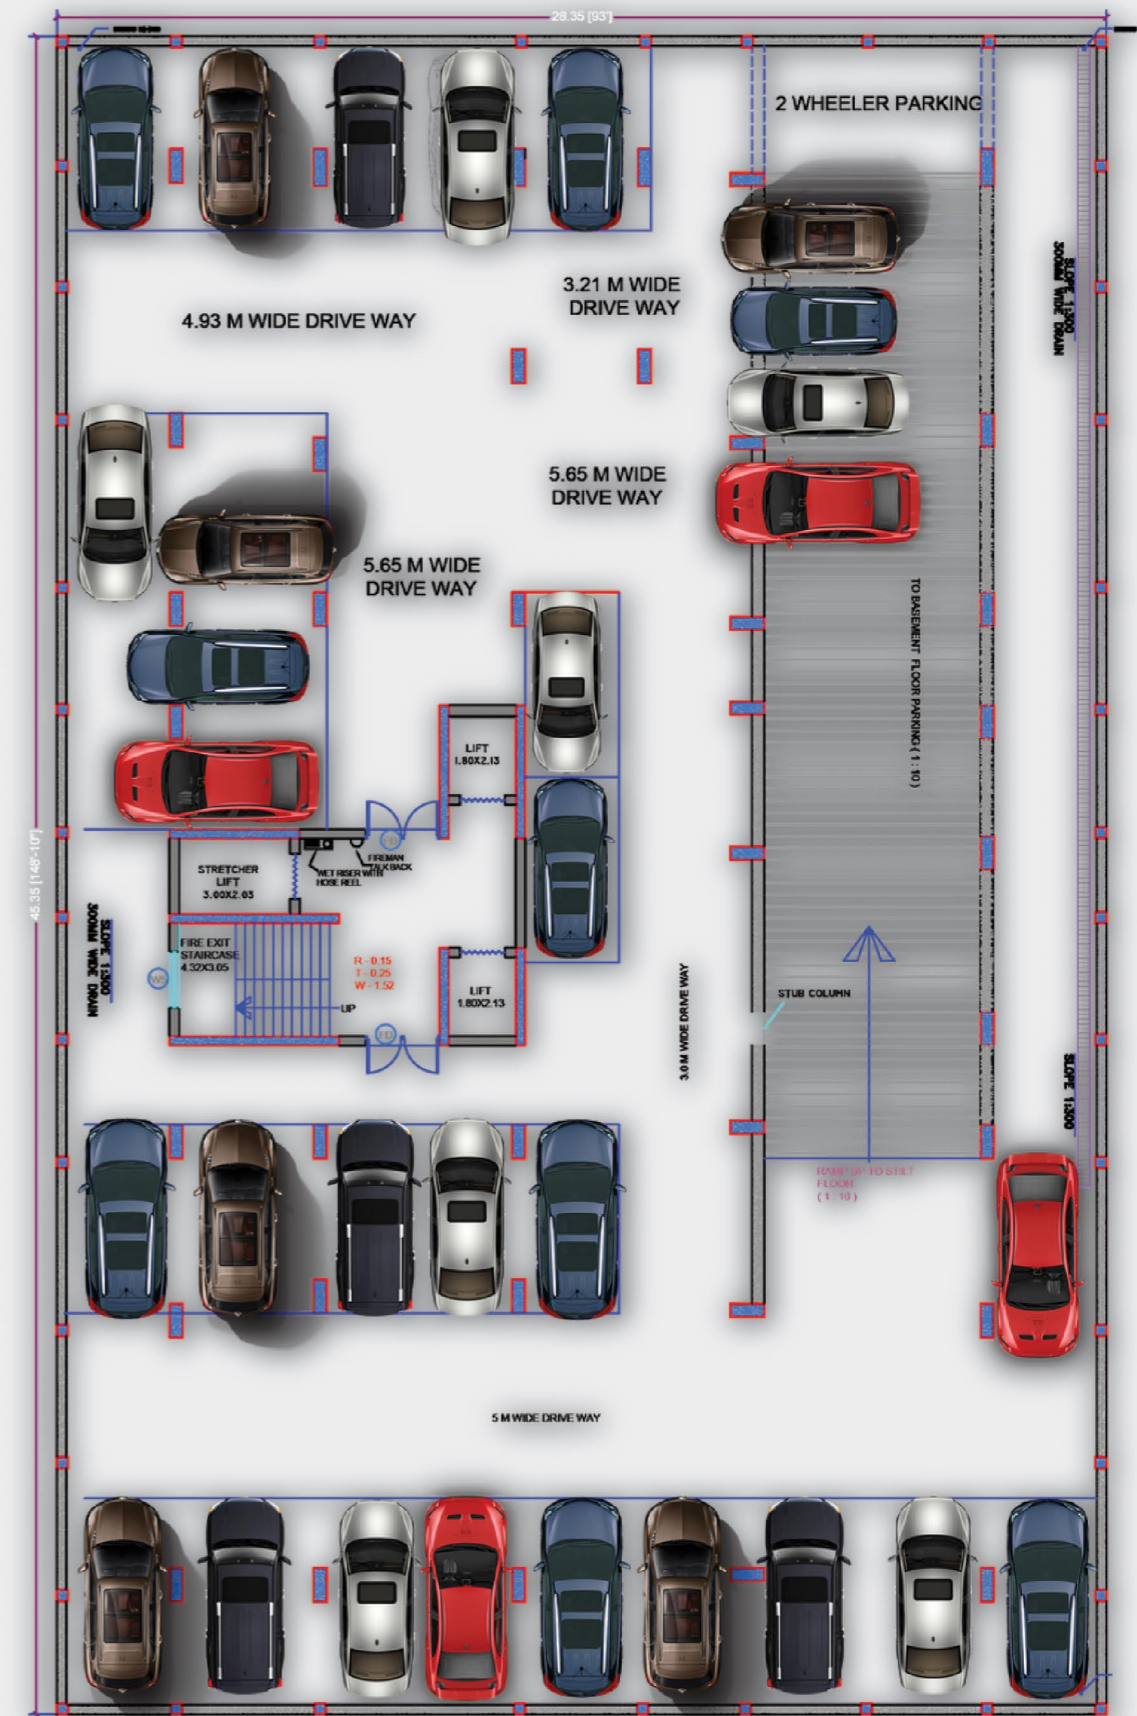 28.35 [93']
2 WHEELER PARKING
3.21 M WIDE
DRIVE WAY
4.93 M WIDE DRIVE WAY
SLOPE 1:300
300MM WIDE DRAIN
5.65 M WIDE
DRIVE WAY
5.65 M WIDE
DRIVE WAY
TO BASEMENT FLOOR PARKING ( 1 : 10 )
LIFT
1.80X2.13
45.35 [148'-10"]
FD
FIREMAN
TALK BACK
WET RISER WITH
HOSE REEL
STRETCHER
LIFT
3.00X2.03
SLOPE 1:300
300MM WIDE DRAIN
FIRE EXIT
STAIRCASE
4.32X3.05
R - 0.15
T - 0.25
W - 1.52
UP
FD
LIFT
1.80X2.13
3.0 M WIDE DRIVE WAY
STUB COLUMN
SLOPE 1:300
RAMP UP TO STILT
FLOOR
( 1 : 10 )
5 M WIDE DRIVE WAY